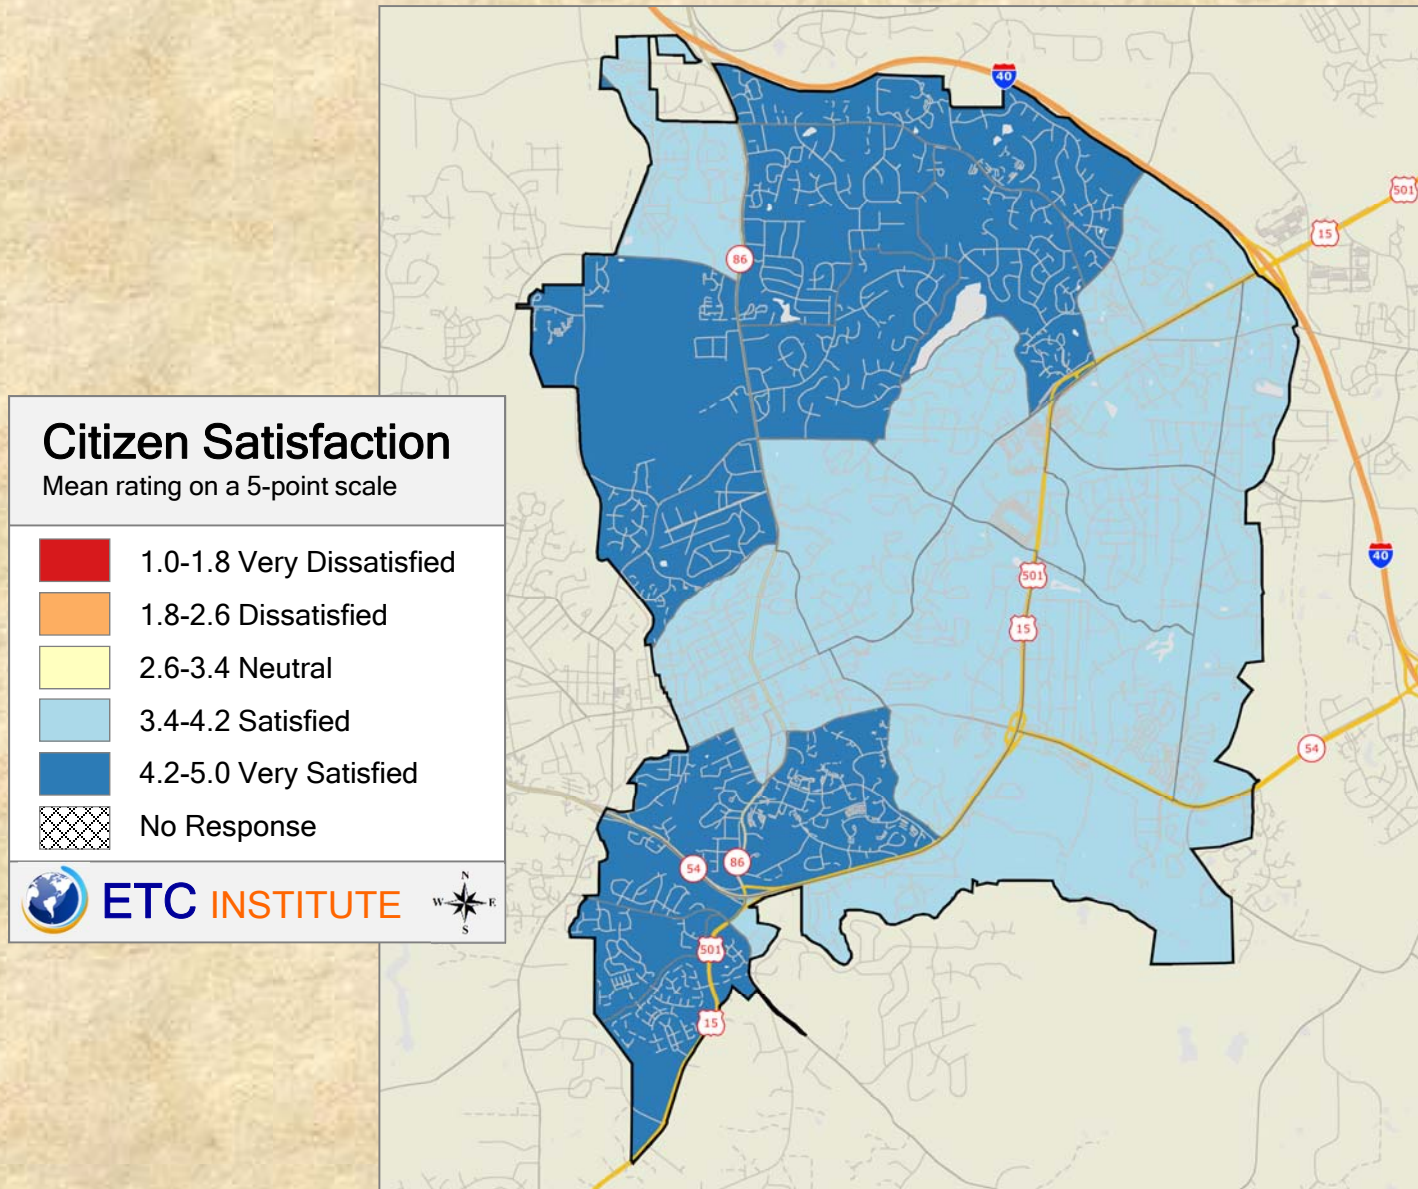 40
501
15
86
Citizen Satisfaction
Mean rating on a 5-point scale
1.0-1.8 Very Dissatisfied
1.8-2.6 Dissatisfied
2.6-3.4 Neutral
3.4-4.2 Satisfied
4.2-5.0 Very Satisfied
No Response
ETC INSTITUTE
N
W E
S
40
501
15
54
54
86
501
15